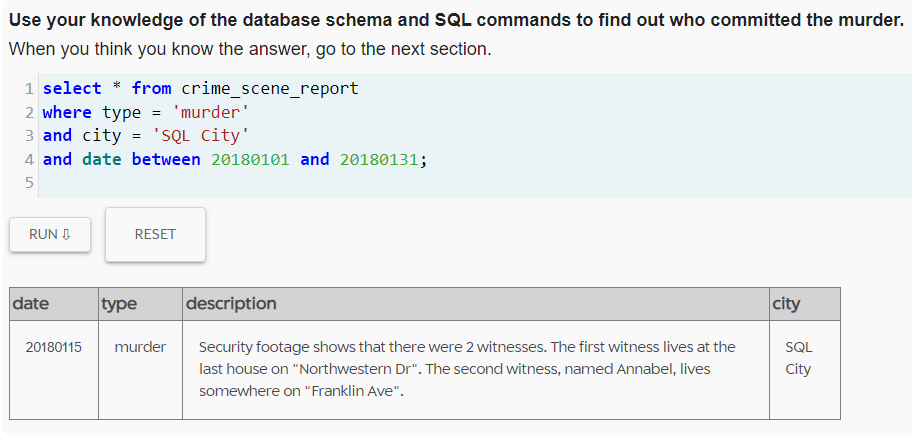 Use your knowledge of the database schema and SQL commands to find out who committed the murder.
When you think you know the answer, go to the next section.
1 select * from crime_scene_report
2 where type = 'murder'
3 and city = 'SQL City'
4 and date between 20180101 and 20180131;
5
RUN ⇩ RESET
date type description city
20180115 murder Security footage shows that there were 2 witnesses. The first witness lives at the SQL
last house on "Northwestern Dr". The second witness, named Annabel, lives City
somewhere on "Franklin Ave".